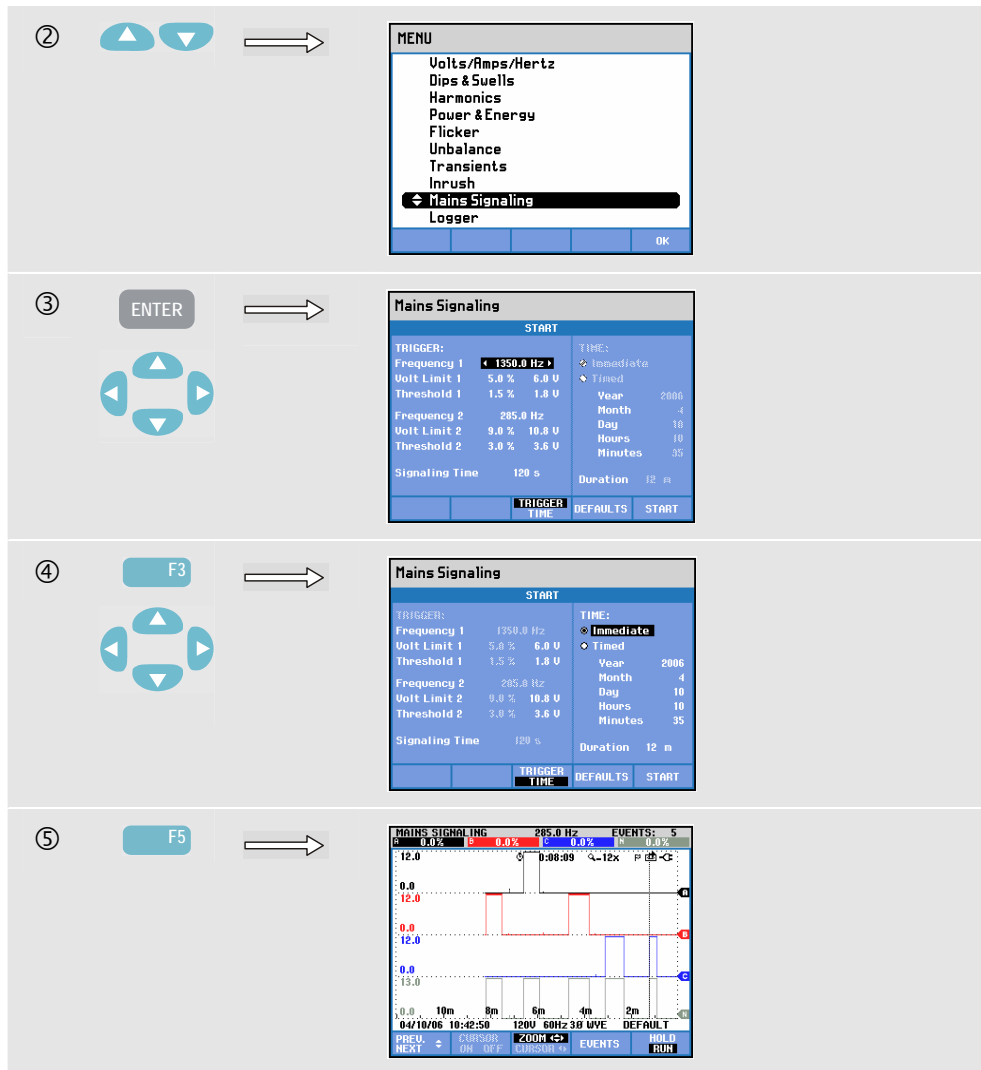 ②
MENU
Volts/Amps/Hertz
Dips & Swells
Harmonics
Power & Energy
Flicker
Unbalance
Transients
Inrush
Mains Signaling
Logger
OK
③ ENTER
Mains Signaling
START
TRIGGER: TIME:
Frequency 1 1350.0 Hz Immediate
Volt Limit 1 5.0 % 6.0 V Timed
Threshold 1 1.5 % 1.8 V Year 2006
Month 4
Frequency 2 285.0 Hz Day 10
Volt Limit 2 9.0 % 10.8 V Hours 10
Threshold 2 3.0 % 3.6 V Minutes 35
Signaling Time 120 s Duration 12 m
TRIGGER TIME DEFAULTS START
④ F3
Mains Signaling
START
TRIGGER: TIME:
Frequency 1 1350.0 Hz Immediate
Volt Limit 1 5.0 % 6.0 V Timed
Threshold 1 1.5 % 1.8 V Year 2006
Month 4
Frequency 2 285.0 Hz Day 10
Volt Limit 2 9.0 % 10.8 V Hours 10
Threshold 2 3.0 % 3.6 V Minutes 35
Signaling Time 120 s Duration 12 m
TRIGGER TIME DEFAULTS START
⑤ F5
MAINS SIGNALING 285.0 Hz EVENTS: 5
A 0.0% B 0.0% C 0.0% N 0.0%
12.0 0:08:09 12x P
0.0 A
12.0
0.0 B
12.0
0.0 C
13.0
0.0 10m 8m 6m 4m 2m N
04/10/06 10:42:50 120V 60Hz 3Ø WYE DEFAULT
PREV. NEXT CURSOR ON OFF ZOOM CURSOR EVENTS HOLD RUN